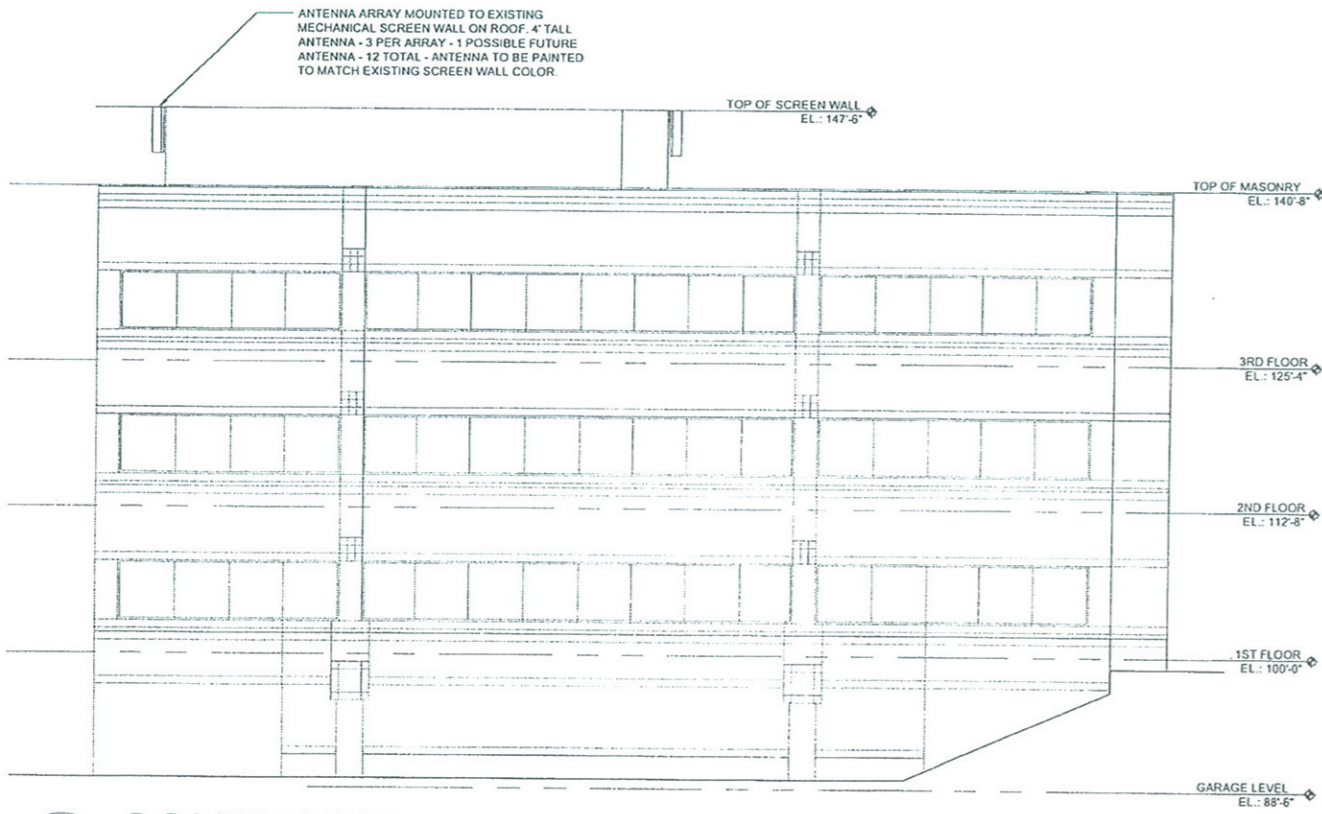 ANTENNA ARRAY MOUNTED TO EXISTING
MECHANICAL SCREEN WALL ON ROOF. 4' TALL
ANTENNA - 3 PER ARRAY - 1 POSSIBLE FUTURE
ANTENNA - 12 TOTAL - ANTENNA TO BE PAINTED
TO MATCH EXISTING SCREEN WALL COLOR.
TOP OF SCREEN WALL
EL.: 147'-6"
TOP OF MASONRY
EL.: 140'-8"
3RD FLOOR
EL.: 125'-4"
2ND FLOOR
EL.: 112'-8"
1ST FLOOR
EL.: 100'-0"
GARAGE LEVEL
EL.: 88'-6"